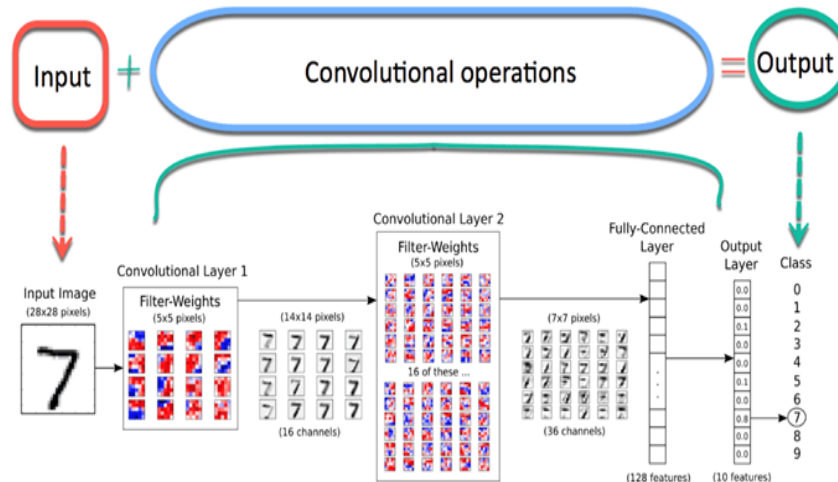 Input + Convolutional operations = Output
Convolutional Layer 1
Convolutional Layer 2
Fully-Connected
Layer
Output
Layer
Class
Input Image
(28x28 pixels)
Filter-Weights
(5x5 pixels)
(14x14 pixels)
(16 channels)
Filter-Weights
(5x5 pixels)
16 of these ...
(7x7 pixels)
(36 channels)
(128 features)
0.0
0.0
0.1
0.0
0.0
0.1
0.0
0.8
0.0
0.0
(10 features)
0
1
2
3
4
5
6
7
8
9
7